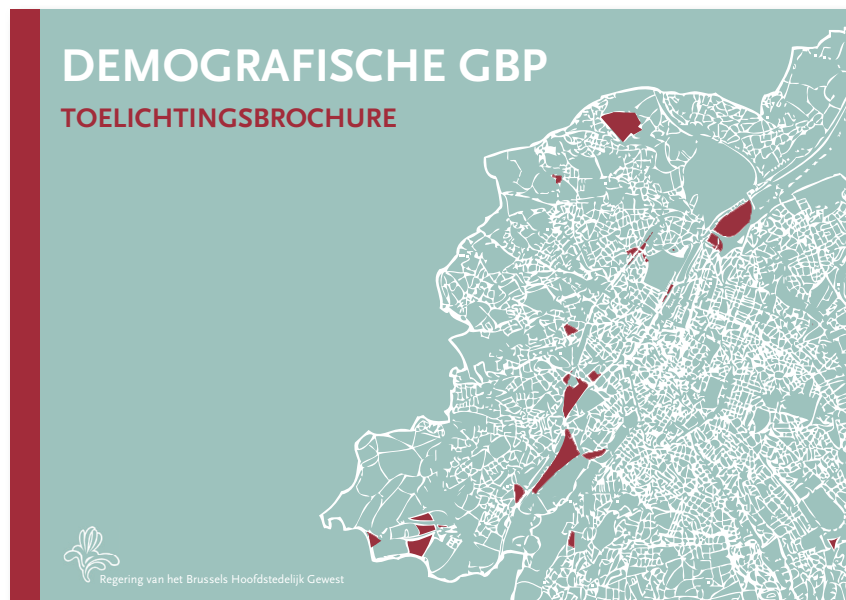 DEMOGRAFISCHE GBP
TOELICHTINGSBROCHURE
Regering van het Brussels Hoofdstedelijk Gewest